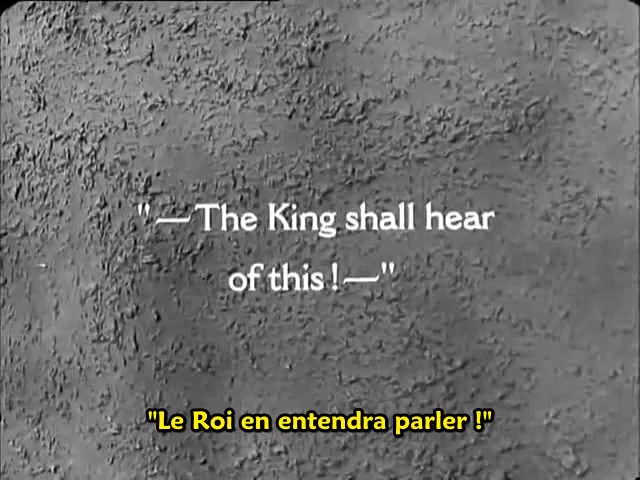 "—The King shall hear
of this!—"
"Le Roi en entendra parler !"